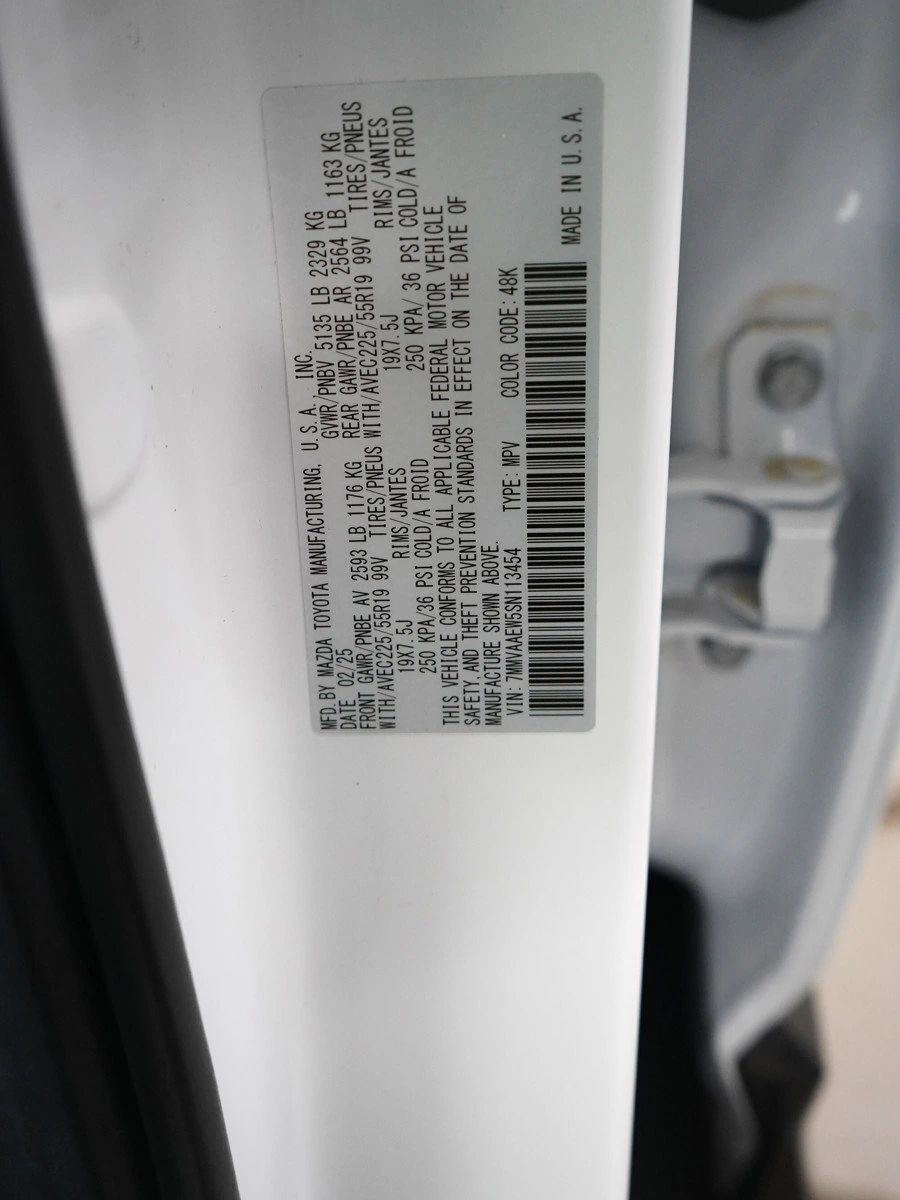 MFD. BY MAZDA TOYOTA MANUFACTURING, U.S.A. INC.
DATE 02/25 GVWR/PNBV 5135 LB 2329 KG
FRONT GAWR/PNBE AV 2593 LB 1176 KG REAR GAWR/PNBE AR 2564 LB 1163 KG
WITH/AVEC225/55R19 99V TIRES/PNEUS WITH/AVEC225/55R19 99V TIRES/PNEUS
19X7.5J RIMS/JANTES 19X7.5J RIMS/JANTES
250 KPA/36 PSI COLD/A FROID 250 KPA/ 36 PSI COLD/A FROID
THIS VEHICLE CONFORMS TO ALL APPLICABLE FEDERAL MOTOR VEHICLE
SAFETY, AND THEFT PREVENTION STANDARDS IN EFFECT ON THE DATE OF
MANUFACTURE SHOWN ABOVE.
VIN: 7MMVAAEW5SN113454 TYPE: MPV COLOR CODE: 48K
MADE IN U.S.A.